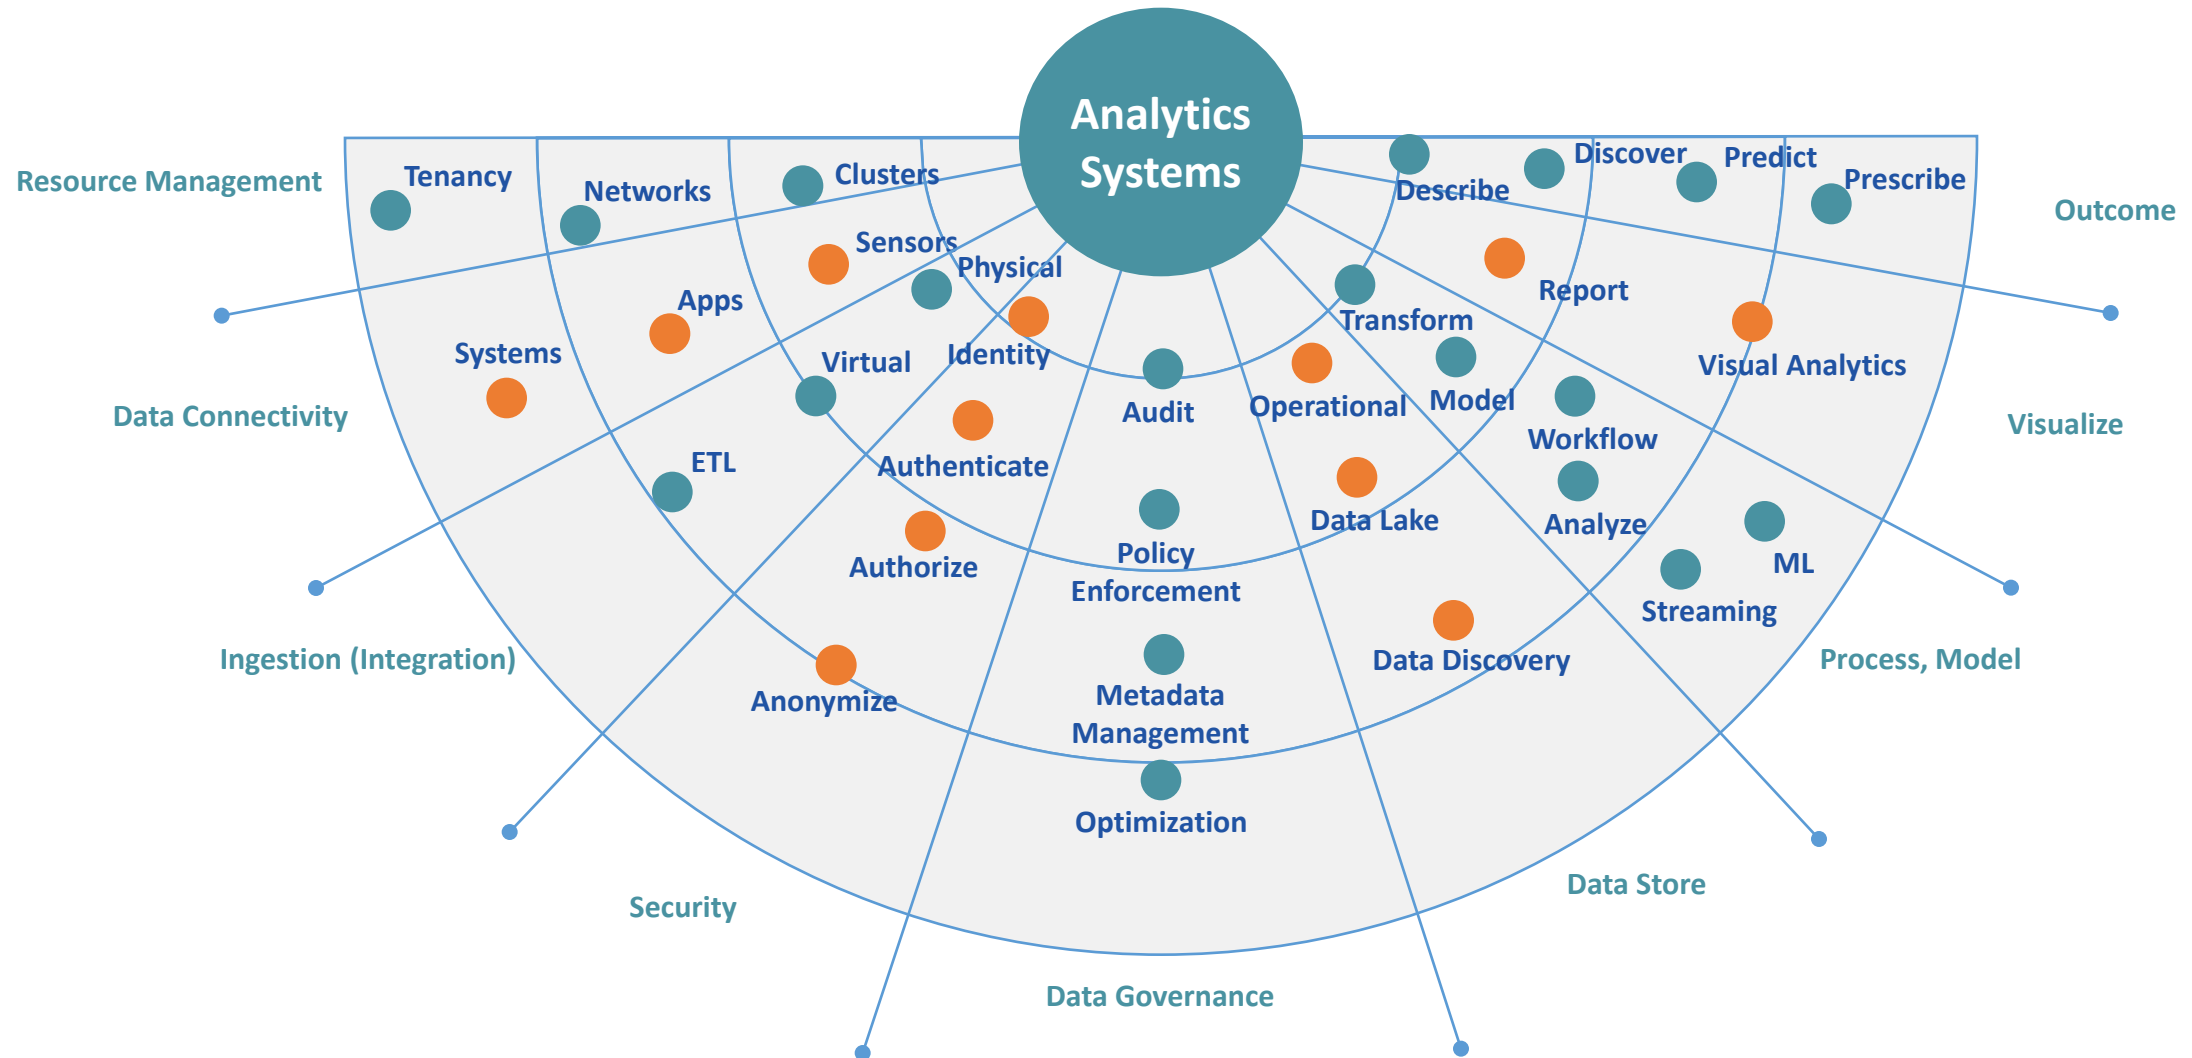 Analytics
Systems
Resource Management
Tenancy
Networks
Clusters
Describe
Discover
Predict
Prescribe
Outcome
Sensors
Physical
Apps
Systems
Data Connectivity
Virtual
Identity
ETL
Authenticate
Authorize
Anonymize
Ingestion (Integration)
Security
Audit
Policy
Enforcement
Metadata
Management
Optimization
Data Governance
Operational
Data Lake
Data Discovery
Data Store
Transform
Model
Workflow
Analyze
ML
Streaming
Process, Model
Report
Visual Analytics
Visualize